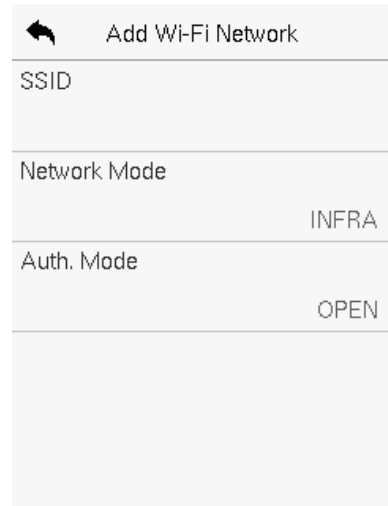 Add Wi-Fi Network
SSID
Network Mode
INFRA
Auth. Mode
OPEN